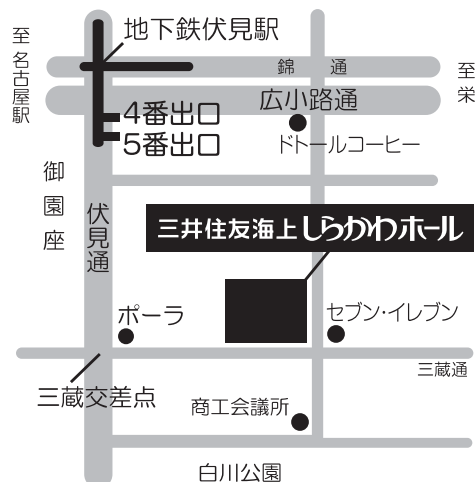 至名古屋駅
地下鉄伏見駅
錦通
至栄
広小路通
4番出口
ドトールコーヒー
5番出口
御園座
伏見通
三井住友海上しらかわホール
ポーラ
セブン・イレブン
三蔵通
三蔵交差点
商工会議所
白川公園